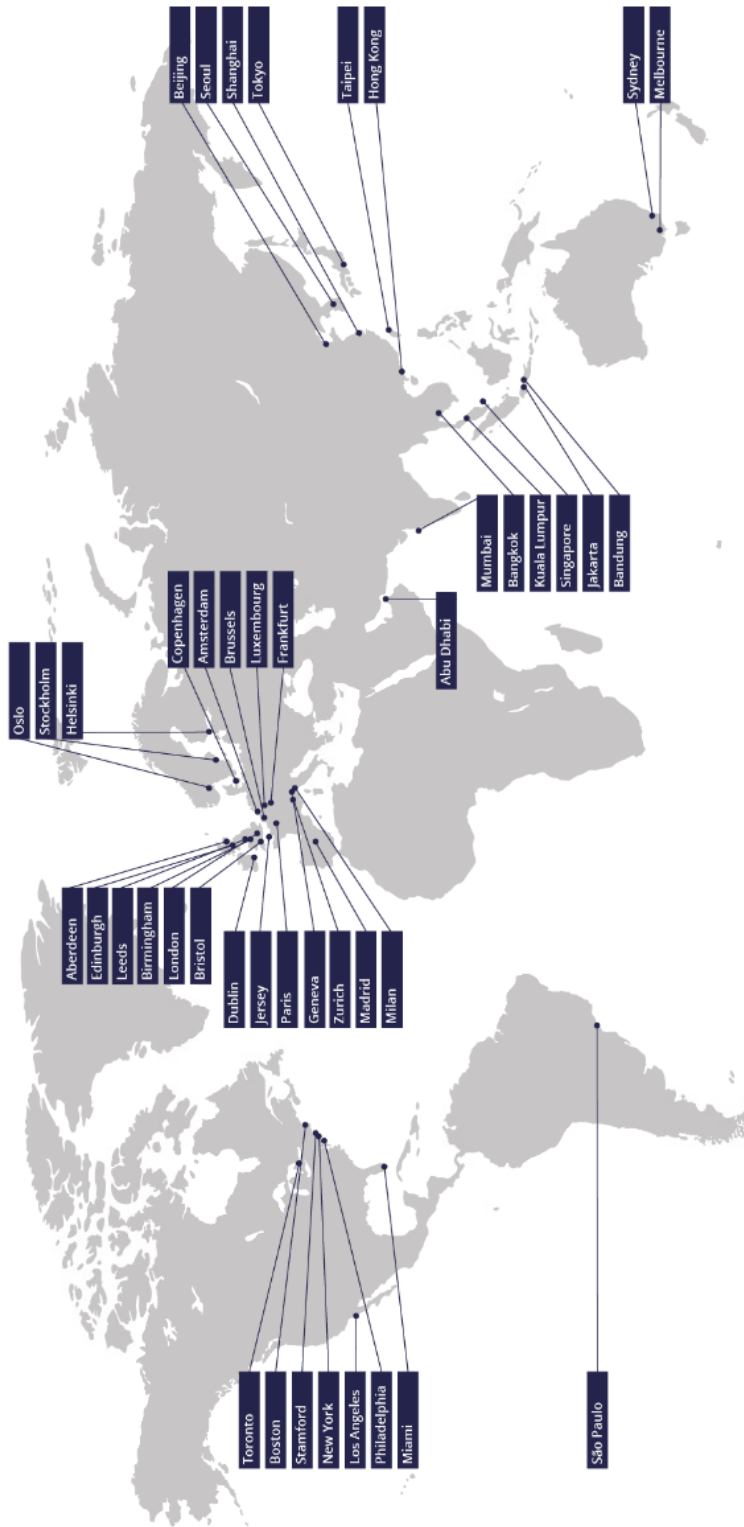 Toronto
Boston
Stamford
New York
Los Angeles
Philadelphia
Miami
São Paulo
Aberdeen
Edinburgh
Leeds
Birmingham
London
Bristol
Dublin
Jersey
Paris
Geneva
Zurich
Madrid
Milan
Oslo
Stockholm
Helsinki
Copenhagen
Amsterdam
Brussels
Luxembourg
Frankfurt
Abu Dhabi
Mumbai
Bangkok
Kuala Lumpur
Singapore
Jakarta
Bandung
Beijing
Seoul
Shanghai
Tokyo
Taipei
Hong Kong
Sydney
Melbourne